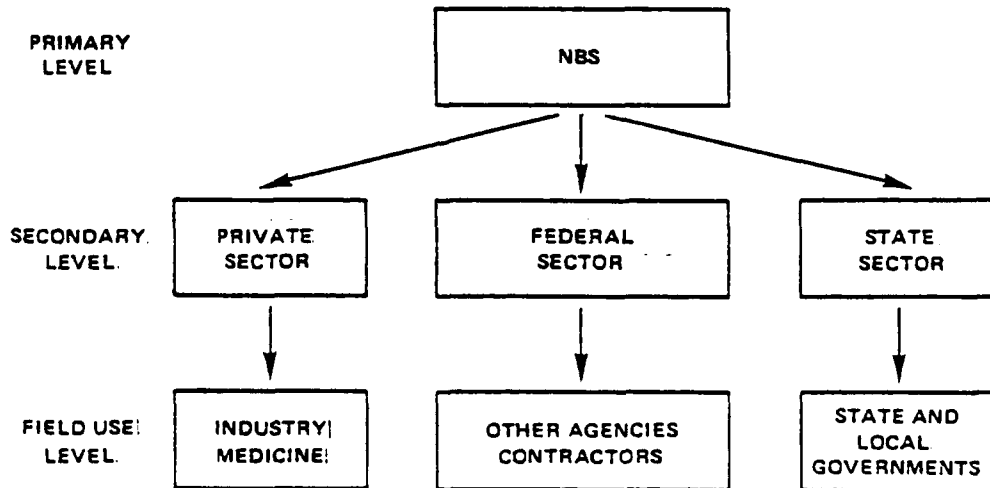 PRIMARY
LEVEL
NBS
SECONDARY
LEVEL
PRIVATE
SECTOR
FEDERAL
SECTOR
STATE
SECTOR
FIELD USE
LEVEL
INDUSTRY
MEDICINE
OTHER AGENCIES
CONTRACTORS
STATE AND
LOCAL
GOVERNMENTS